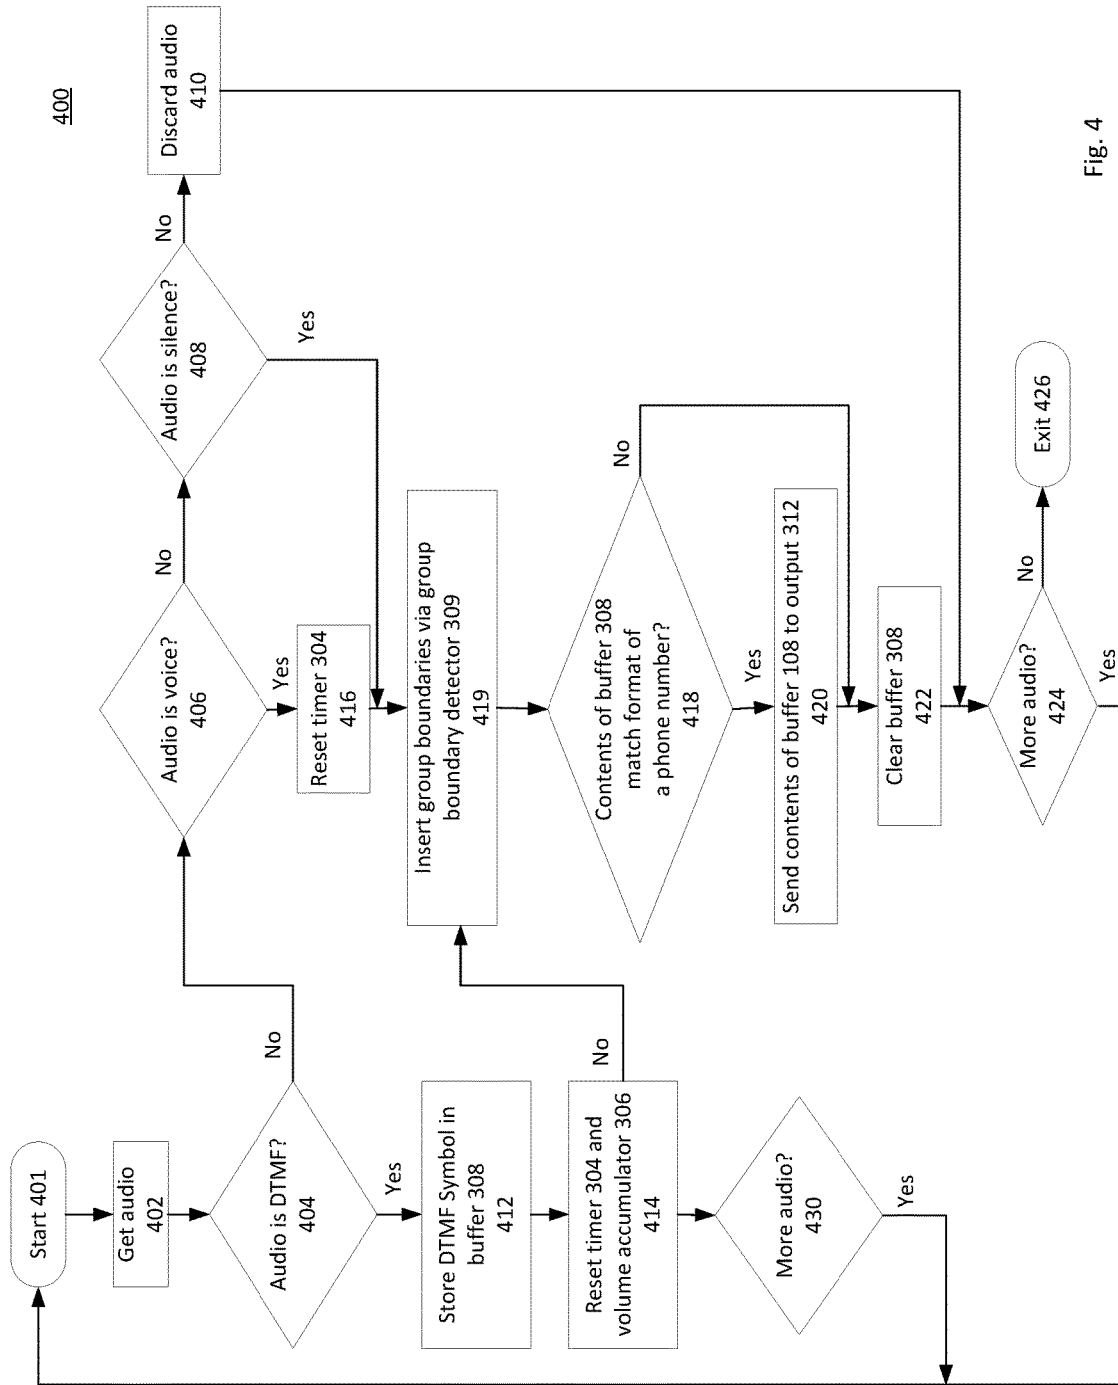 400
Start 401
Get audio
402
Audio is DTMF?
404
No
Yes
Store DTMF Symbol in
buffer 308
412
Reset timer 304 and
volume accumulator 306
414
No
More audio?
430
Yes
Audio is voice?
406
No
Yes
Reset timer 304
416
Audio is silence?
408
No
Yes
Discard audio
410
Insert group boundaries via group
boundary detector 309
419
Contents of buffer 308
match format of
a phone number?
418
No
Yes
Send contents of buffer 108 to output 312
420
Clear buffer 308
422
More audio?
424
No
Yes
Exit 426
Fig. 4